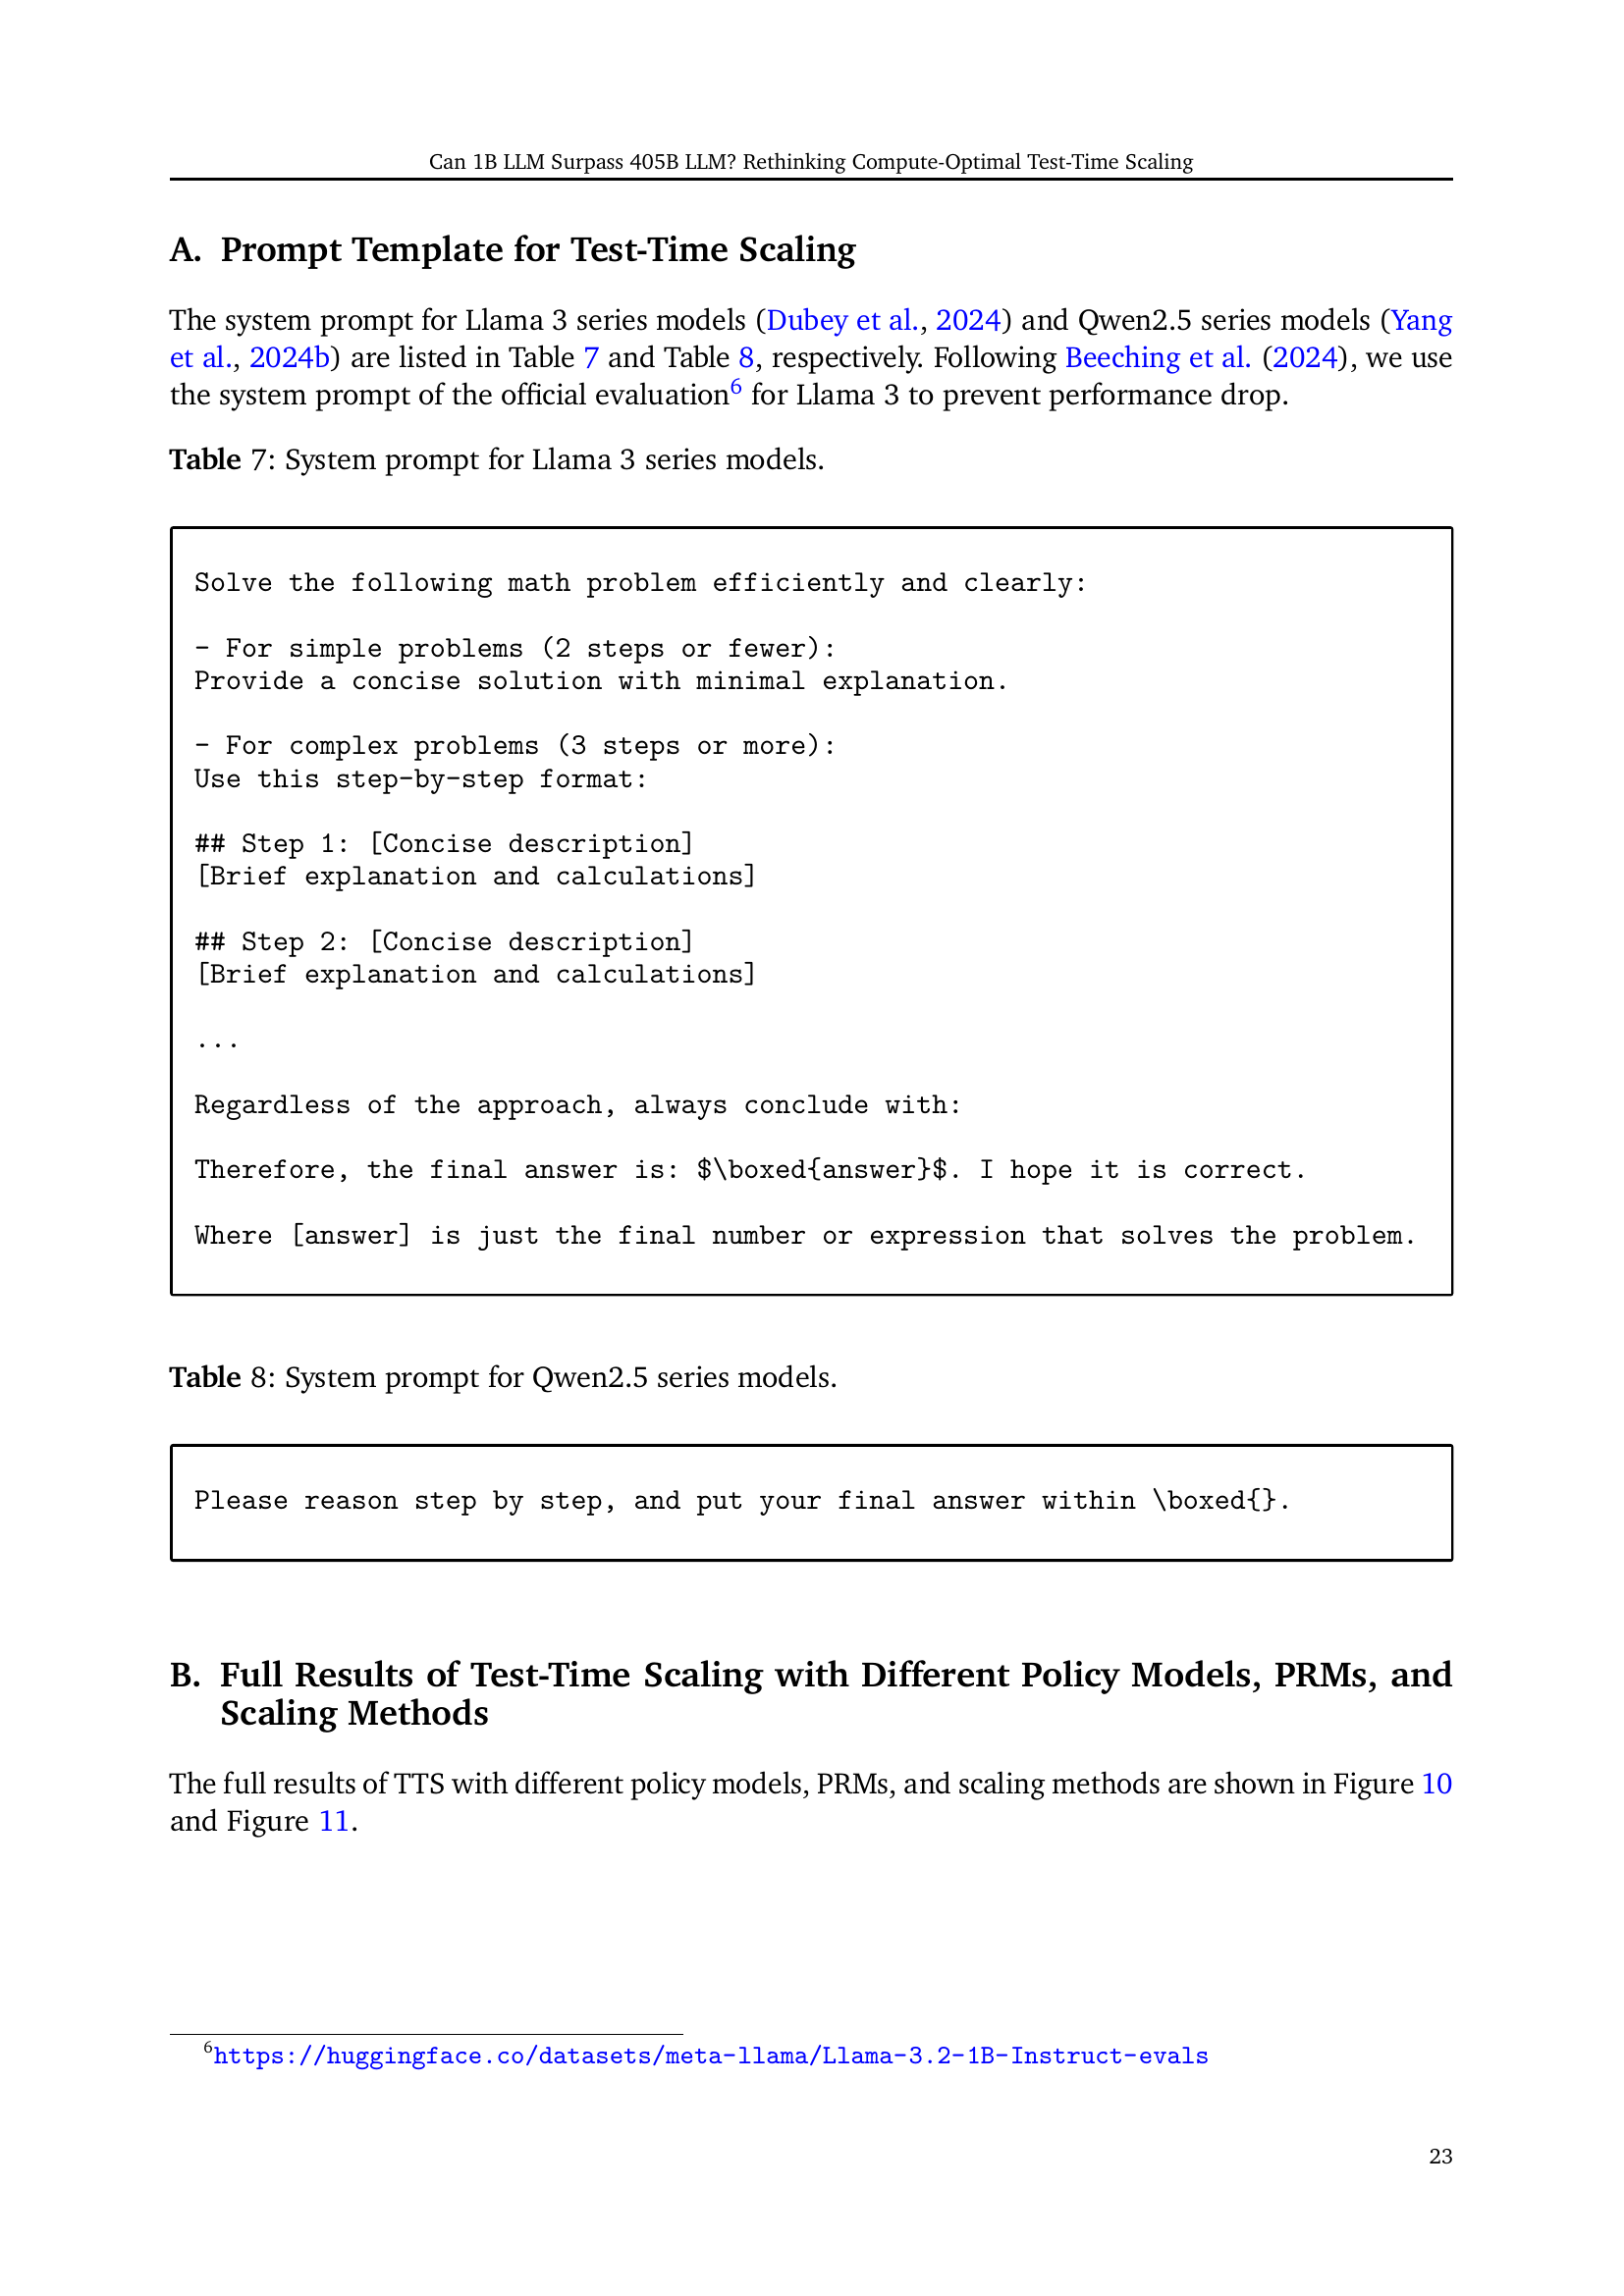 Can 1B LLM Surpass 405B LLM? Rethinking Compute-Optimal Test-Time Scaling
A. Prompt Template for Test-Time Scaling
The system prompt for Llama 3 series models (Dubey et al., 2024) and Qwen2.5 series models (Yang
et al., 2024b) are listed in Table 7 and Table 8, respectively. Following Beeching et al. (2024), we use
the system prompt of the official evaluation6 for Llama 3 to prevent performance drop.
Table 7: System prompt for Llama 3 series models.
Solve the following math problem efficiently and clearly:
- For simple problems (2 steps or fewer):
Provide a concise solution with minimal explanation.
- For complex problems (3 steps or more):
Use this step-by-step format:
## Step 1: [Concise description]
[Brief explanation and calculations]
## Step 2: [Concise description]
[Brief explanation and calculations]
...
Regardless of the approach, always conclude with:
Therefore, the final answer is: $\boxed{answer}$. I hope it is correct.
Where [answer] is just the final number or expression that solves the problem.
Table 8: System prompt for Qwen2.5 series models.
Please reason step by step, and put your final answer within \boxed{}.
B. Full Results of Test-Time Scaling with Different Policy Models, PRMs, and
Scaling Methods
The full results of TTS with different policy models, PRMs, and scaling methods are shown in Figure 10
and Figure 11.
6https://huggingface.co/datasets/meta-llama/Llama-3.2-1B-Instruct-evals
23